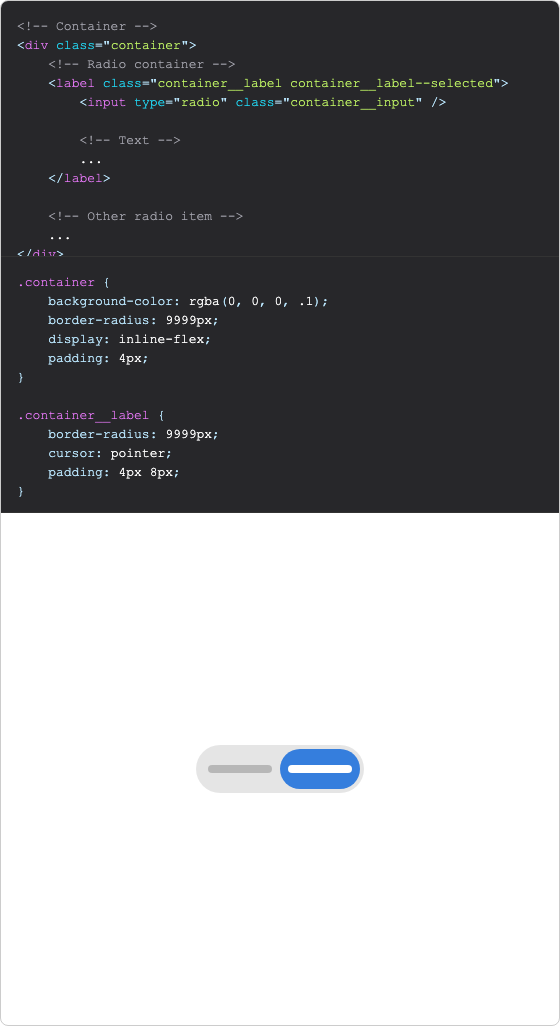 <!-- Container -->
<div class="container">
    <!-- Radio container -->
    <label class="container__label container__label--selected">
        <input type="radio" class="container__input" />

        <!-- Text -->
        ...
    </label>

    <!-- Other radio item -->
    ...
</div>
.container {
    background-color: rgba(0, 0, 0, .1);
    border-radius: 9999px;
    display: inline-flex;
    padding: 4px;
}

.container__label {
    border-radius: 9999px;
    cursor: pointer;
    padding: 4px 8px;
}